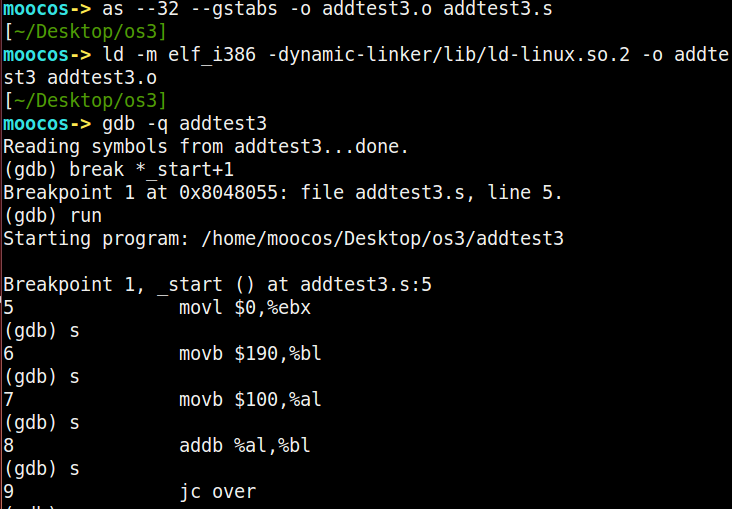 moocos-> as --32 --gstabs -o addtest3.o addtest3.s
[~/Desktop/os3]
moocos-> ld -m elf_i386 -dynamic-linker/lib/ld-linux.so.2 -o addte
st3 addtest3.o
[~/Desktop/os3]
moocos-> gdb -q addtest3
Reading symbols from addtest3...done.
(gdb) break *_start+1
Breakpoint 1 at 0x8048055: file addtest3.s, line 5.
(gdb) run
Starting program: /home/moocos/Desktop/os3/addtest3

Breakpoint 1, _start () at addtest3.s:5
5               movl $0,%ebx
(gdb) s
6               movb $190,%bl
(gdb) s
7               movb $100,%al
(gdb) s
8               addb %al,%bl
(gdb) s
9               jc over